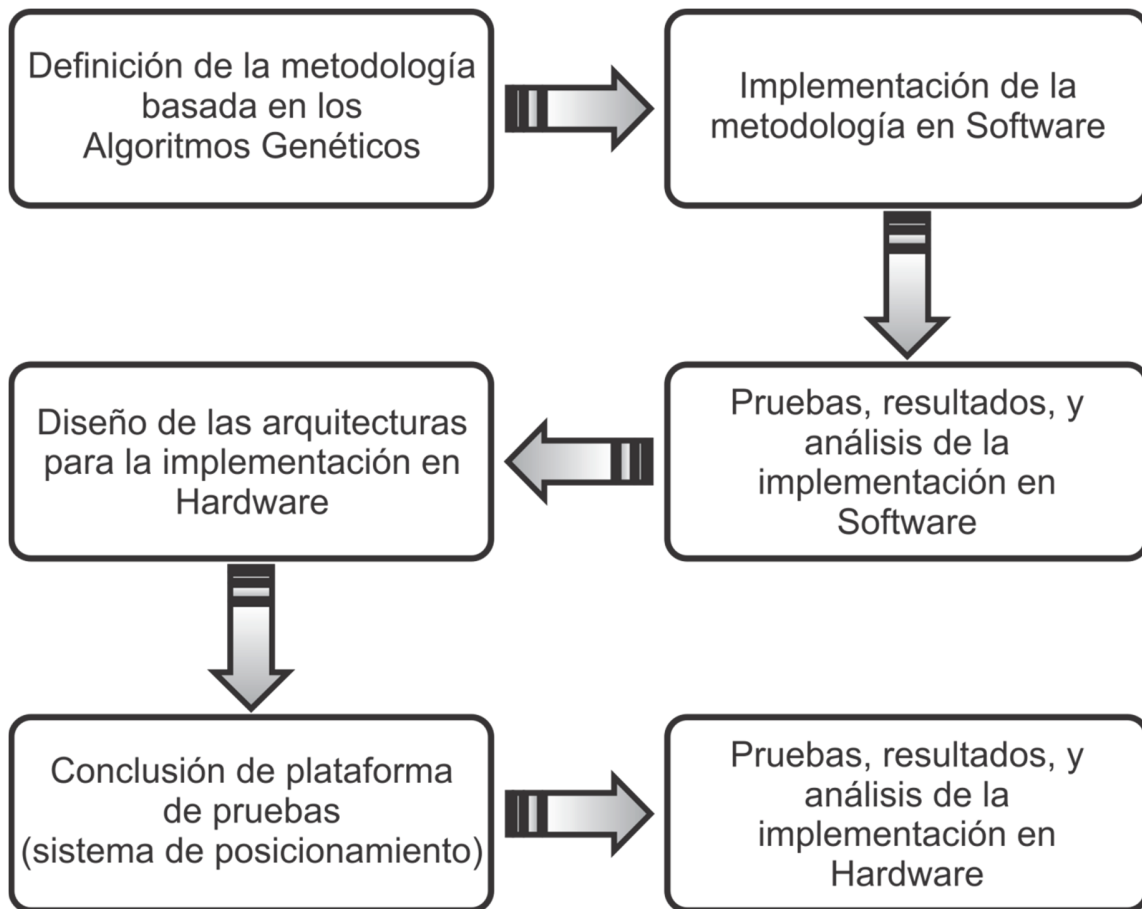 Definición de la metodología
basada en los
Algoritmos Genéticos
Implementación de la
metodología en Software
Pruebas, resultados, y
análisis de la
implementación en
Software
Diseño de las arquitecturas
para la implementación en
Hardware
Conclusión de plataforma
de pruebas
(sistema de posicionamiento)
Pruebas, resultados, y
análisis de la
implementación en
Hardware